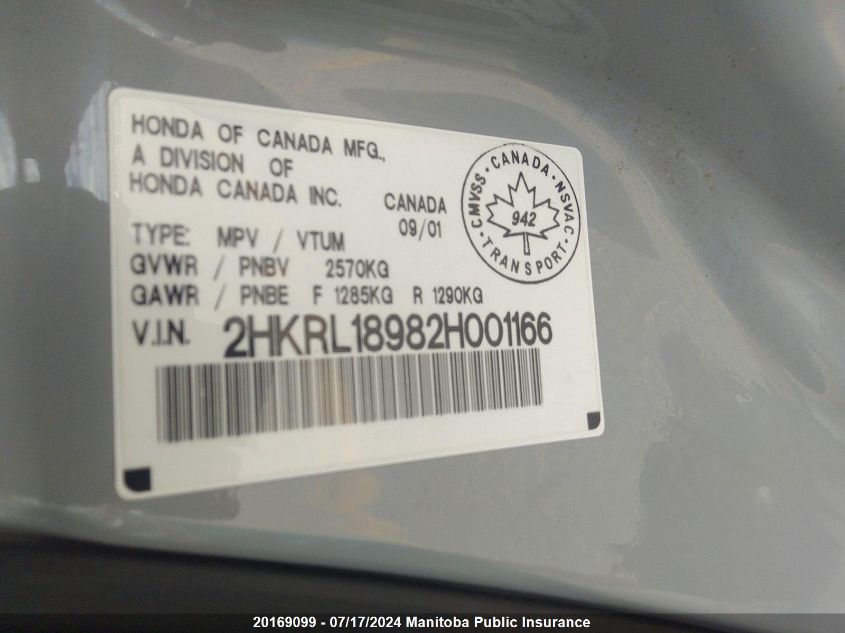 HONDA OF CANADA MFG.,
A DIVISION OF
HONDA CANADA INC.
CANADA
09/01
CMVSS · CANADA · NSVAC
942
· TRANSPORT ·
TYPE: MPV / VTUM
GVWR / PNBV 2570KG
GAWR / PNBE F 1285KG R 1290KG
V.I.N. 2HKRL18982H001166
20169099 - 07/17/2024 Manitoba Public Insurance